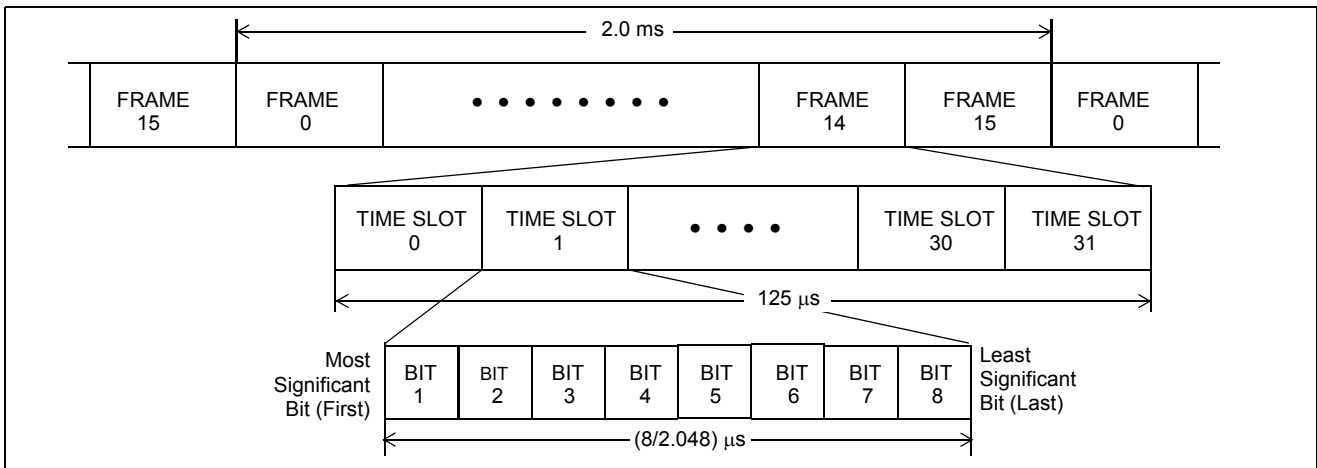 2.0 ms
FRAME 15
FRAME 0
FRAME 14
FRAME 15
FRAME 0
TIME SLOT 0
TIME SLOT 1
TIME SLOT 30
TIME SLOT 31
125 μs
Most Significant Bit (First)
BIT 1
BIT 2
BIT 3
BIT 4
BIT 5
BIT 6
BIT 7
BIT 8
Least Significant Bit (Last)
(8/2.048) μs